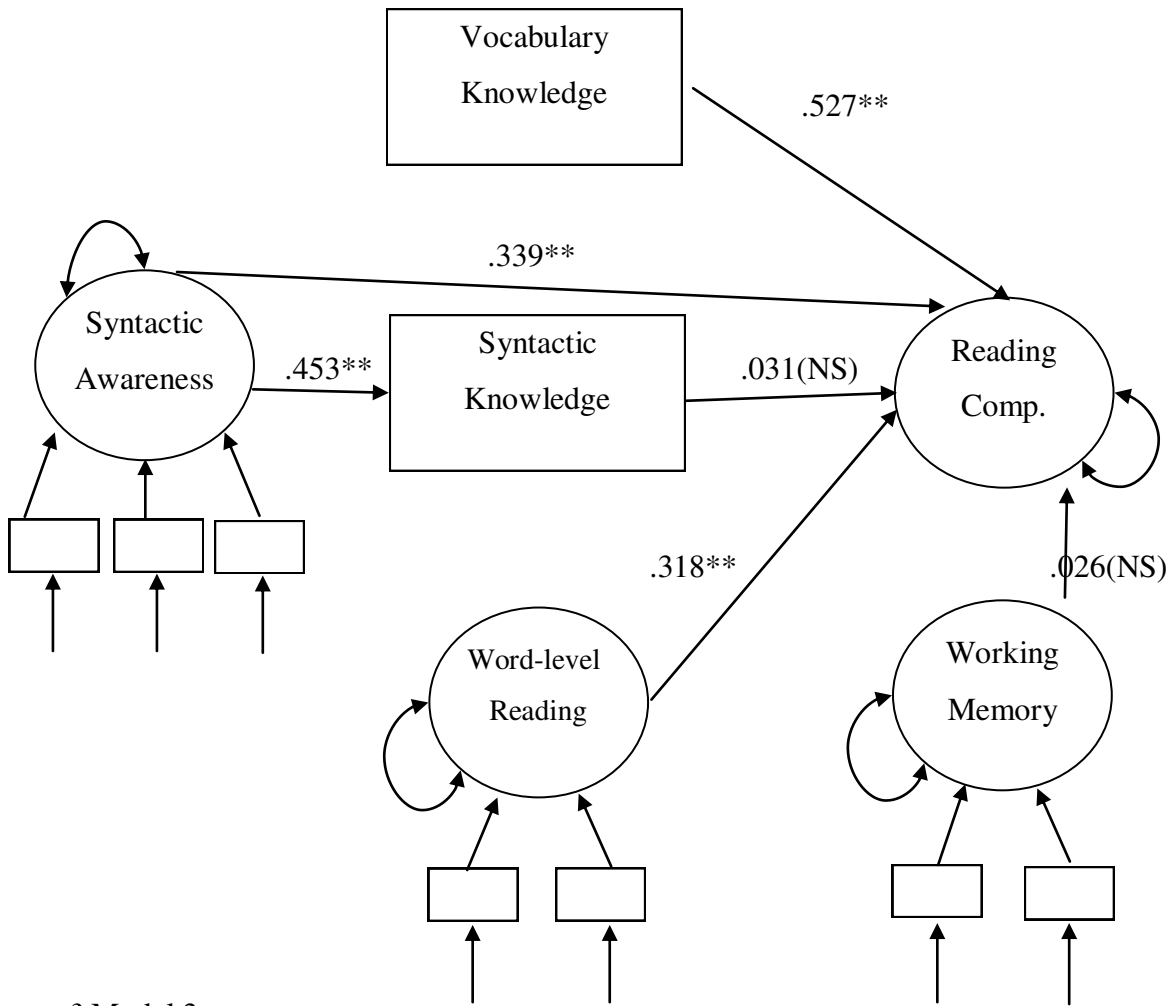 Vocabulary
Knowledge
.527**
.339**
Syntactic
Awareness
.453**
Syntactic
Knowledge
.031(NS)
Reading
Comp.
.318**
.026(NS)
Word-level
Reading
Working
Memory